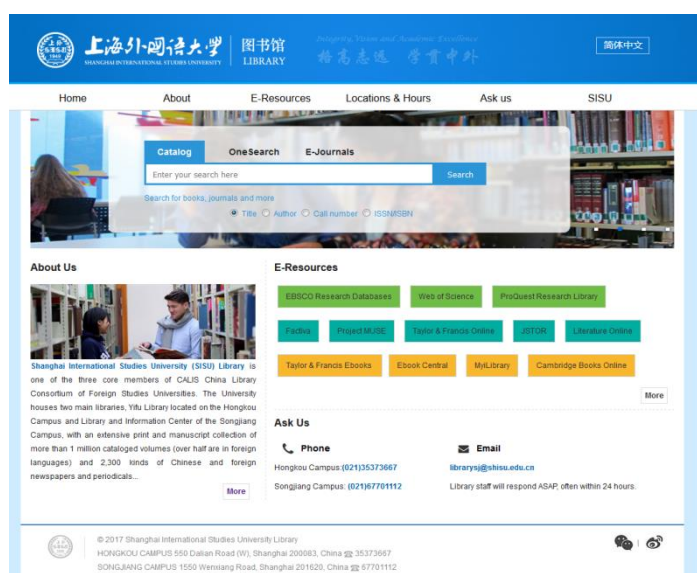 上海外国语大学
SHANGHAI INTERNATIONAL STUDIES UNIVERSITY
图书馆
LIBRARY
Integrity, Vision and Academic Excellence
格高志远 学贯中外
简体中文
Home About E-Resources Locations & Hours Ask us SISU
Catalog OneSearch E-Journals
Enter your search here Search
Search for books, journals and more
Title Author Call number ISSN/ISBN
About Us
Shanghai International Studies University (SISU) Library is
one of the three core members of CALIS China Library
Consortium of Foreign Studies Universities. The University
houses two main libraries, Yifu Library located on the Hongkou
Campus and Library and Information Center of the Songjiang
Campus, with an extensive print and manuscript collection of
more than 1 million cataloged volumes (over half are in foreign
languages) and 2,300 kinds of Chinese and foreign
newspapers and periodicals...
More
E-Resources
EBSCO Research Databases Web of Science ProQuest Research Library
Factiva Project MUSE Taylor & Francis Online JSTOR Literature Online
Taylor & Francis Ebooks Ebook Central MyiLibrary Cambridge Books Online
More
Ask Us
Phone Email
Hongkou Campus:(021)35373667 librarysj@shisu.edu.cn
Songjiang Campus: (021)67701112 Library staff will respond ASAP, often within 24 hours.
© 2017 Shanghai International Studies University Library
HONGKOU CAMPUS 550 Dalian Road (W), Shanghai 200083, China ☎ 35373667
SONGJIANG CAMPUS 1550 Wenxiang Road, Shanghai 201620, China ☎ 67701112